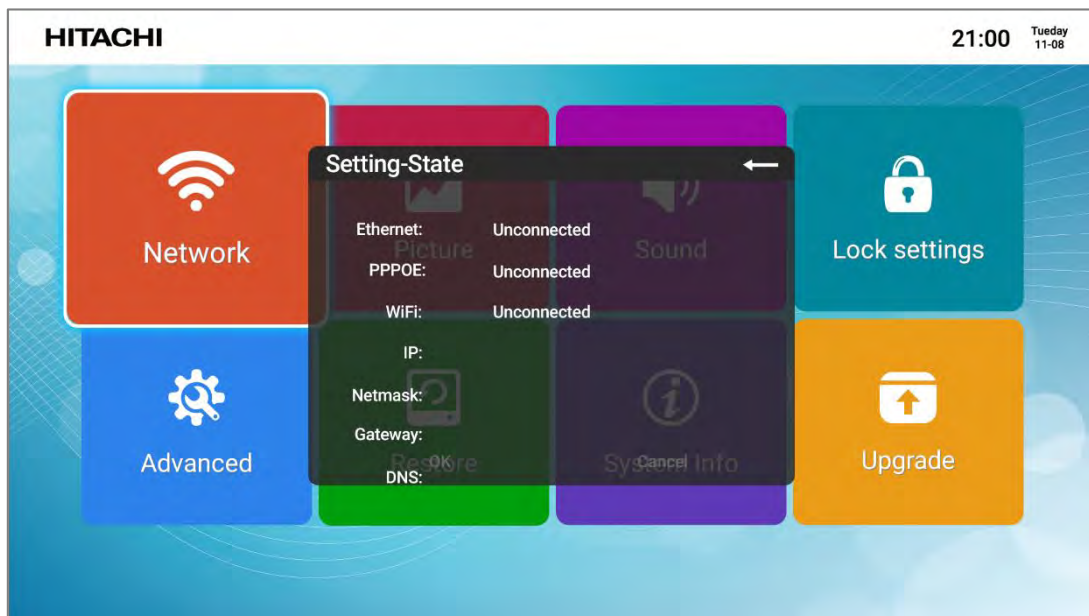 HITACHI
21:00
Tueday
11-08
Network
Picture
Sound
Lock settings
Setting-State
Ethernet: Unconnected
PPPOE: Unconnected
WiFi: Unconnected
IP:
Netmask:
Gateway:
DNS:
OK
Cancel
Advanced
Restore
System Info
Upgrade